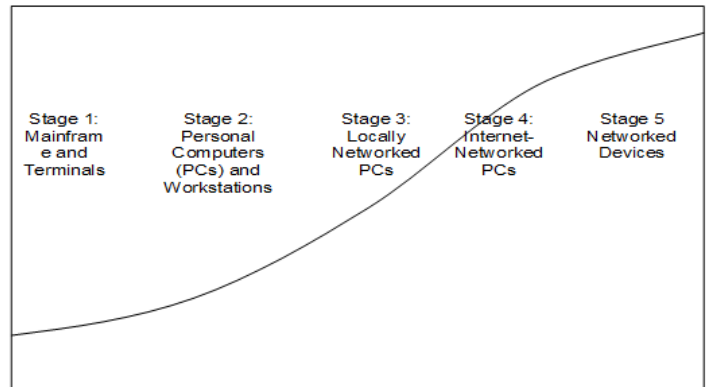 Stage 1:
Mainfram
e and
Terminals
Stage 2:
Personal
Computers
(PCs) and
Workstations
Stage 3:
Locally
Networked
PCs
Stage 4:
Internet-
Networked
PCs
Stage 5
Networked
Devices